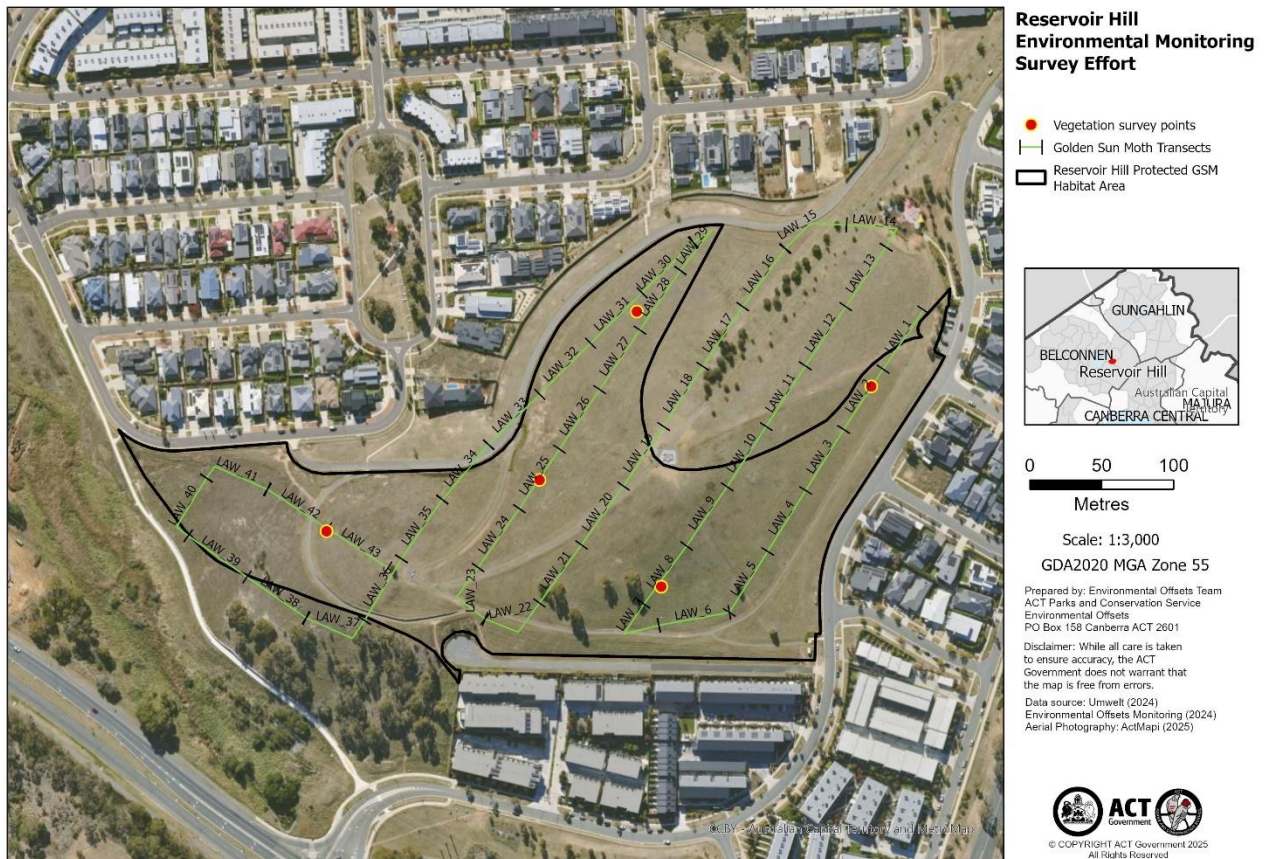 Reservoir Hill
Environmental Monitoring
Survey Effort
Vegetation survey points
Golden Sun Moth Transects
Reservoir Hill Protected GSM
Habitat Area
GUNGAHLIN
BELCONNEN
Reservoir Hill
Australian Capital
Territory
MAJURA
CANBERRA CENTRAL
0 50 100
Metres
Scale: 1:3,000
GDA2020 MGA Zone 55
Prepared by: Environmental Offsets Team
ACT Parks and Conservation Service
Environmental Offsets
PO Box 158 Canberra ACT 2601
Disclaimer: While all care is taken
to ensure accuracy, the ACT
Government does not warrant that
the map is free from errors.
Data source: Umwelt (2024)
Environmental Offsets Monitoring (2024)
Aerial Photography: ActMapi (2025)
ACT
Government
© COPYRIGHT ACT Government 2025
All Rights Reserved
LAW_15
LAW_14
LAW_29
LAW_30
LAW_28
LAW_16
LAW_13
LAW_31
LAW_17
LAW_12
LAW_1
LAW_32
LAW_27
LAW_18
LAW_11
LAW_33
LAW_26
LAW_19
LAW_10
LAW_3
LAW_34
LAW_25
LAW_41
LAW_40
LAW_20
LAW_9
LAW_4
LAW_42
LAW_35
LAW_24
LAW_43
LAW_39
LAW_36
LAW_23
LAW_21
LAW_8
LAW_5
LAW_38
LAW_37
LAW_22
LAW_6
©CBY - Australian Capital Territory and MetroMap